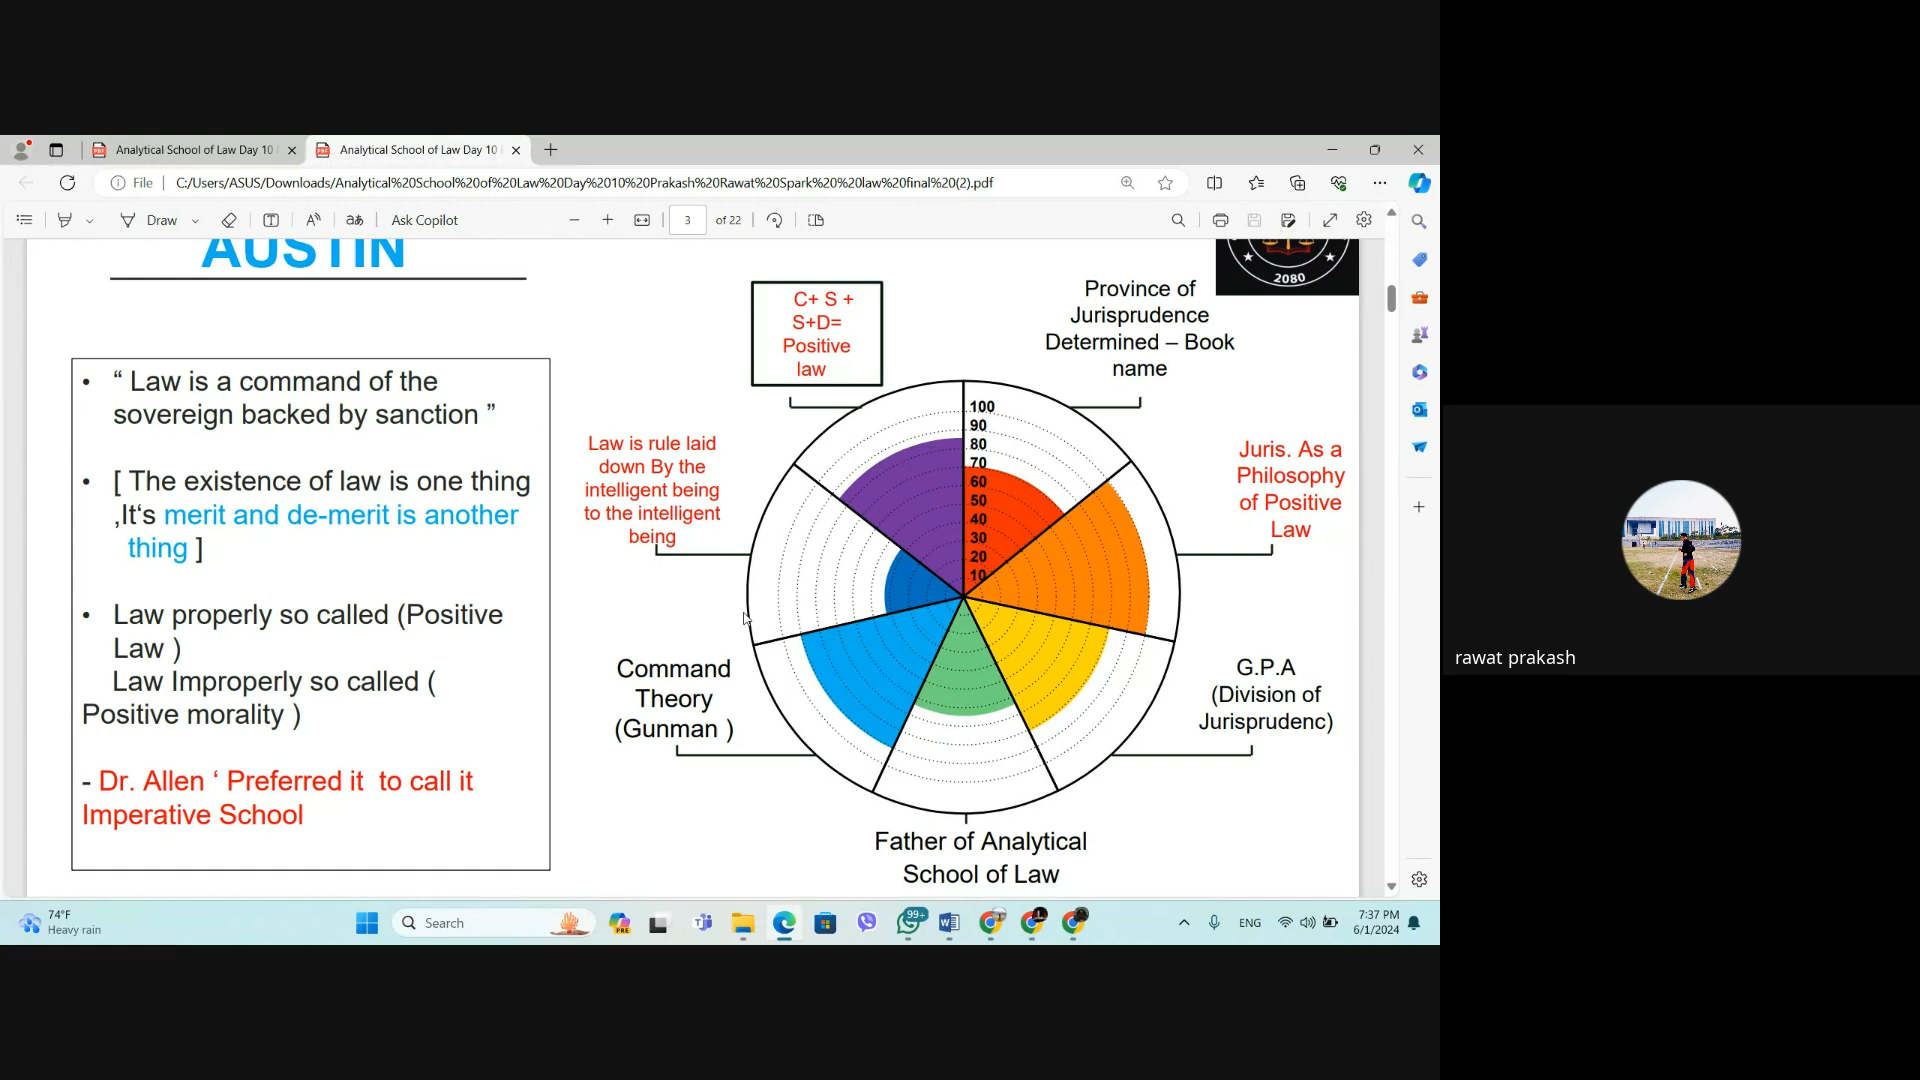 Analytical School of Law Day 10
Analytical School of Law Day 10
File
C:/Users/ASUS/Downloads/Analytical%20School%20of%20Law%20Day%2010%20Prakash%20Rawat%20Spark%20%20law%20final%20(2).pdf
Draw
aあ
Ask Copilot
3
of 22
AUSTIN
2080
“ Law is a command of the
sovereign backed by sanction ”
[ The existence of law is one thing
,It‘s merit and de-merit is another
thing ]
Law properly so called (Positive
Law )
Law Improperly so called (
Positive morality )
- Dr. Allen ‘ Preferred it to call it
Imperative School
C+ S +
S+D=
Positive
law
Province of
Jurisprudence
Determined – Book
name
Law is rule laid
down By the
intelligent being
to the intelligent
being
Juris. As a
Philosophy
of Positive
Law
100
90
80
70
60
50
40
30
20
10
Command
Theory
(Gunman )
G.P.A
(Division of
Jurisprudenc)
Father of Analytical
School of Law
rawat prakash
74°F
Heavy rain
Search
PRE
99+
ENG
7:37 PM
6/1/2024